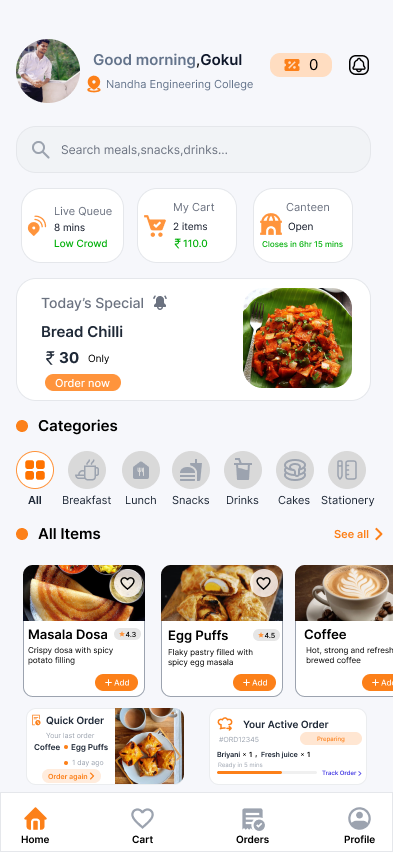 Good morning,Gokul
0
Nandha Engineering College
Search meals,snacks,drinks...
Live Queue
8 mins
Low Crowd
My Cart
2 items
₹ 110.0
Canteen
Open
Closes in 6hr 15 mins
Today's Special
Bread Chilli
₹ 30 Only
Order now
Categories
All
Breakfast
Lunch
Snacks
Drinks
Cakes
Stationery
All Items
See all
Masala Dosa
4.3
Crispy dosa with spicy
potato filling
+ Add
Egg Puffs
4.5
Flaky pastry filled with
spicy egg masala
+ Add
Coffee
Hot, strong and refresh
brewed coffee
+ Ad
Quick Order
Your last order
Coffee • Egg Puffs
• 1 day ago
Order again
Your Active Order
#ORD12345
Preparing
Briyani × 1 , Fresh juice × 1
Ready in 5 mins
Track Order
Home
Cart
Orders
Profile